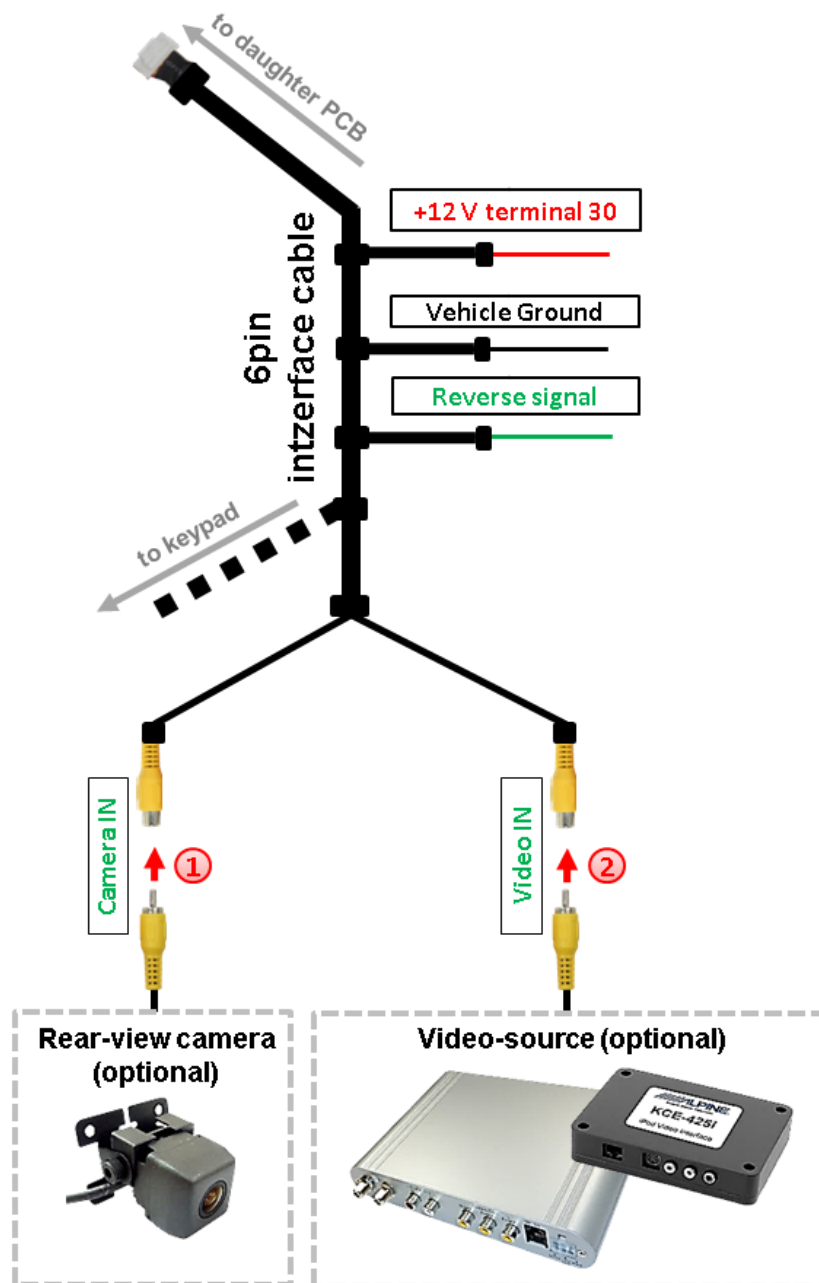 to daughter PCB
+12 V terminal 30
Vehicle Ground
Reverse signal
6pin
intzerface cable
to keypad
Camera IN
1
Video IN
2
Rear-view camera
(optional)
Video-source (optional)
ALPINE
KCE-425i
iPod Video Interface